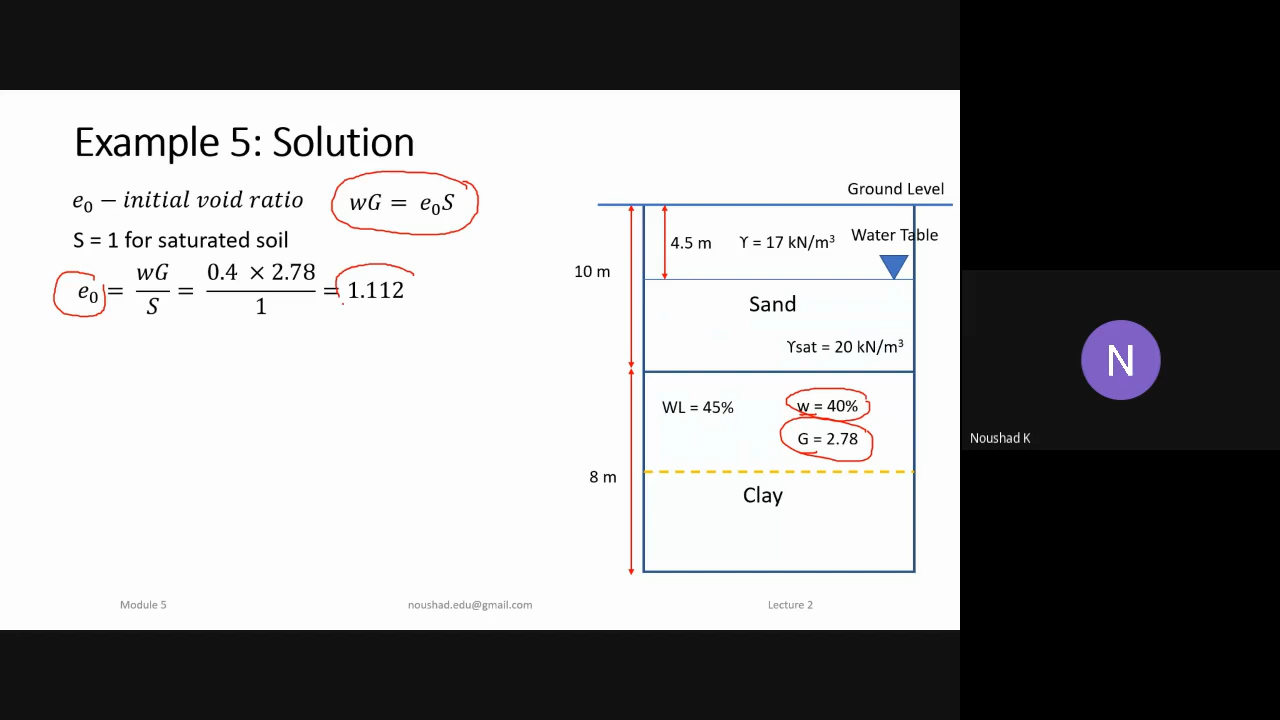 Example 5: Solution
e₀ − initial void ratio
wG = e₀S
S = 1 for saturated soil
e₀ = wG/S = 0.4 × 2.78/1 = 1.112
Ground Level
4.5 m
ϒ = 17 kN/m³
Water Table
10 m
Sand
ϒsat = 20 kN/m³
WL = 45%
w = 40%
G = 2.78
8 m
Clay
Module 5
noushad.edu@gmail.com
Lecture 2
N
Noushad K